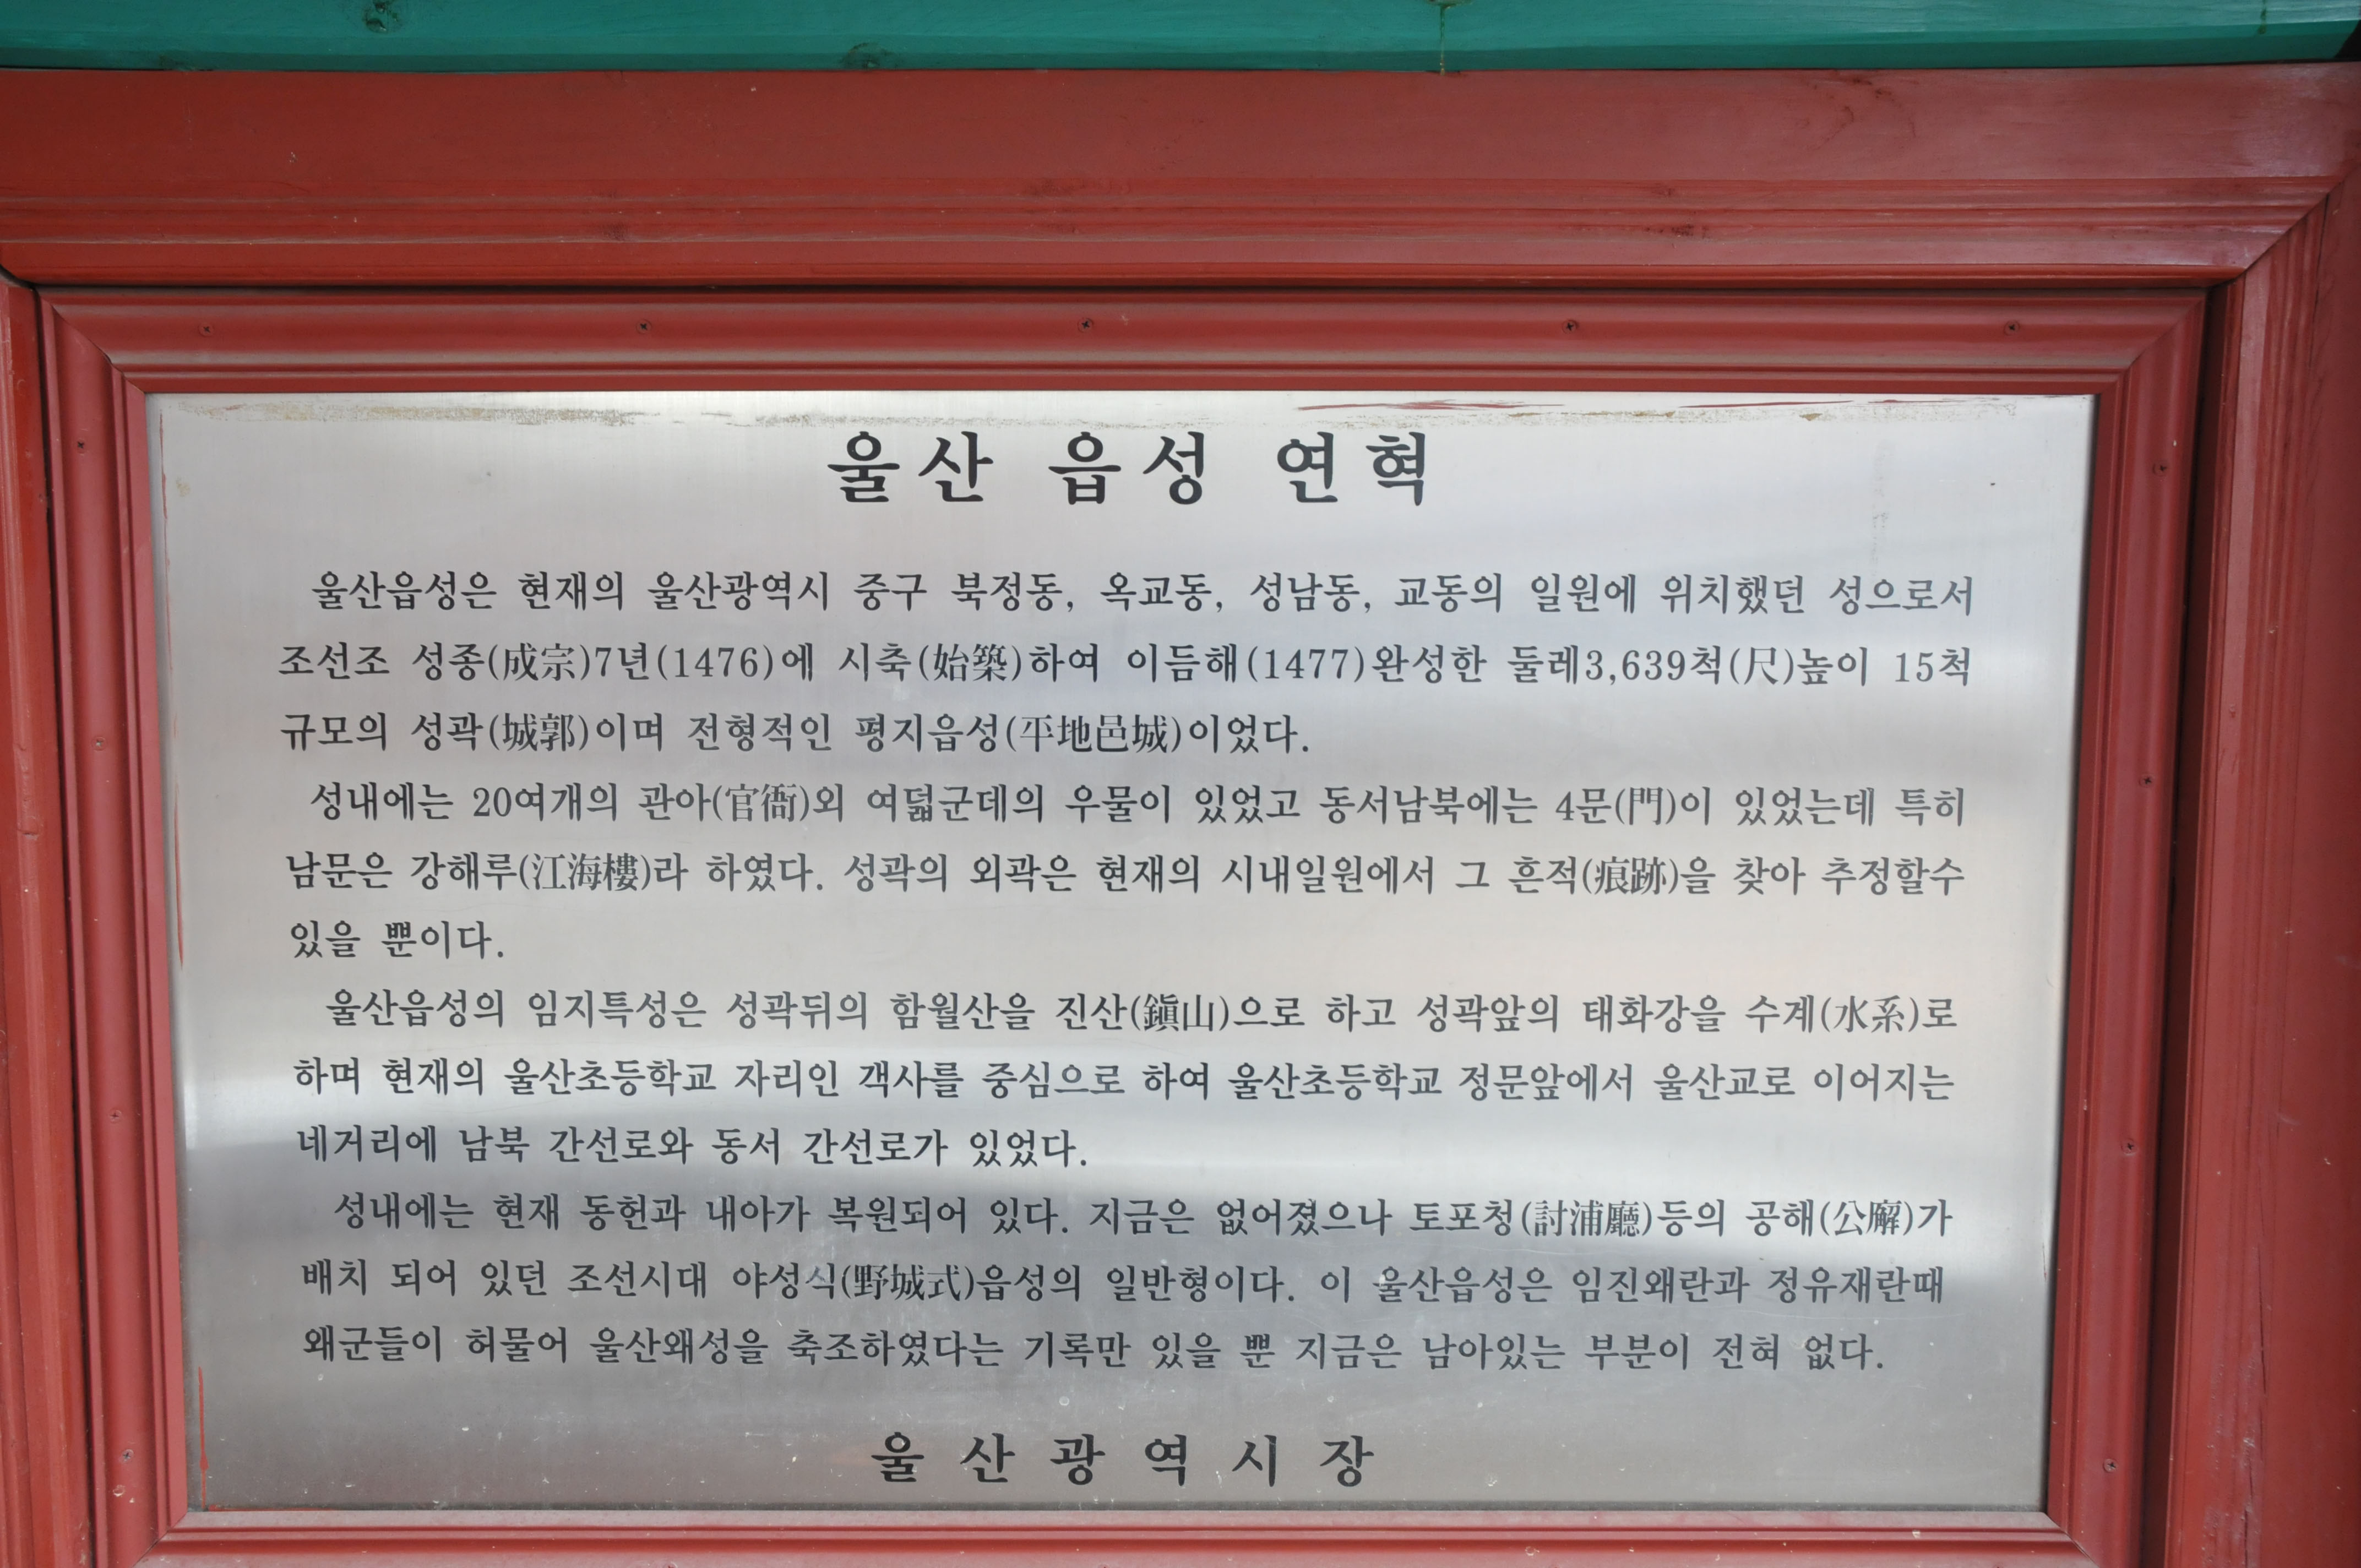 울산 읍성 연혁
울산읍성은 현재의 울산광역시 중구 북정동, 옥교동, 성남동, 교동의 일원에 위치했던 성으로서
조선조 성종(成宗)7년(1476)에 시축(始築)하여 이듬해(1477)완성한 둘레3,639척(尺)높이 15척
규모의 성곽(城郭)이며 전형적인 평지읍성(平地邑城)이었다.
성내에는 20여개의 관아(官衙)외 여덟군데의 우물이 있었고 동서남북에는 4문(門)이 있었는데 특히
남문은 강해루(江海樓)라 하였다. 성곽의 외곽은 현재의 시내일원에서 그 흔적(痕跡)을 찾아 추정할수
있을 뿐이다.
울산읍성의 임지특성은 성곽뒤의 함월산을 진산(鎭山)으로 하고 성곽앞의 태화강을 수계(水系)로
하며 현재의 울산초등학교 자리인 객사를 중심으로 하여 울산초등학교 정문앞에서 울산교로 이어지는
네거리에 남북 간선로와 동서 간선로가 있었다.
성내에는 현재 동헌과 내아가 복원되어 있다. 지금은 없어졌으나 토포청(討浦廳)등의 공해(公廨)가
배치 되어 있던 조선시대 야성식(野城式)읍성의 일반형이다. 이 울산읍성은 임진왜란과 정유재란때
왜군들이 허물어 울산왜성을 축조하였다는 기록만 있을 뿐 지금은 남아있는 부분이 전혀 없다.
울산광역시장